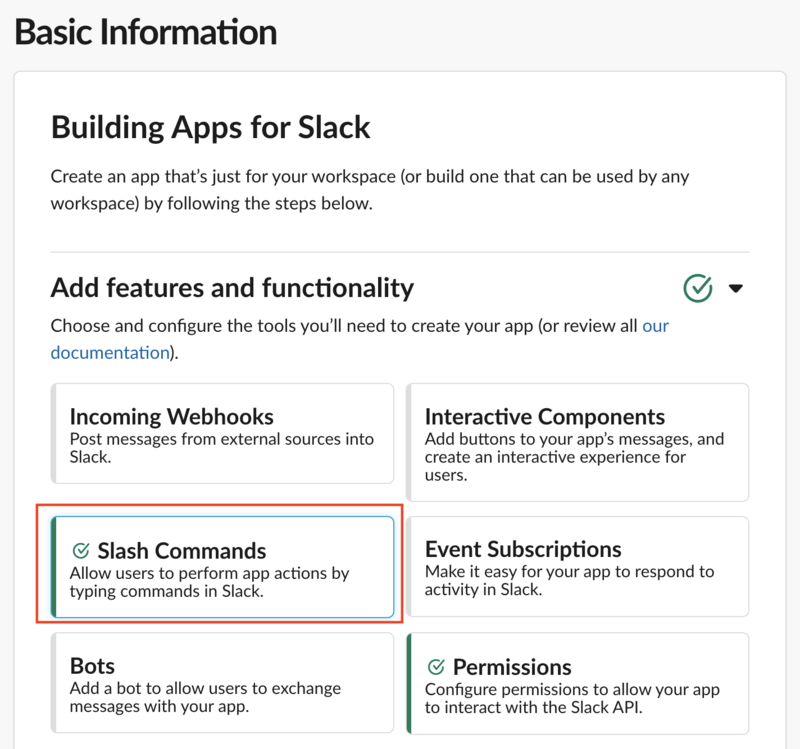 Basic Information
Building Apps for Slack
Create an app that's just for your workspace (or build one that can be used by any
workspace) by following the steps below.
Add features and functionality
Choose and configure the tools you'll need to create your app (or review all our
documentation).
Incoming Webhooks
Post messages from external sources into
Slack.
Interactive Components
Add buttons to your app's messages, and
create an interactive experience for
users.
Slash Commands
Allow users to perform app actions by
typing commands in Slack.
Event Subscriptions
Make it easy for your app to respond to
activity in Slack.
Bots
Add a bot to allow users to exchange
messages with your app.
Permissions
Configure permissions to allow your app
to interact with the Slack API.